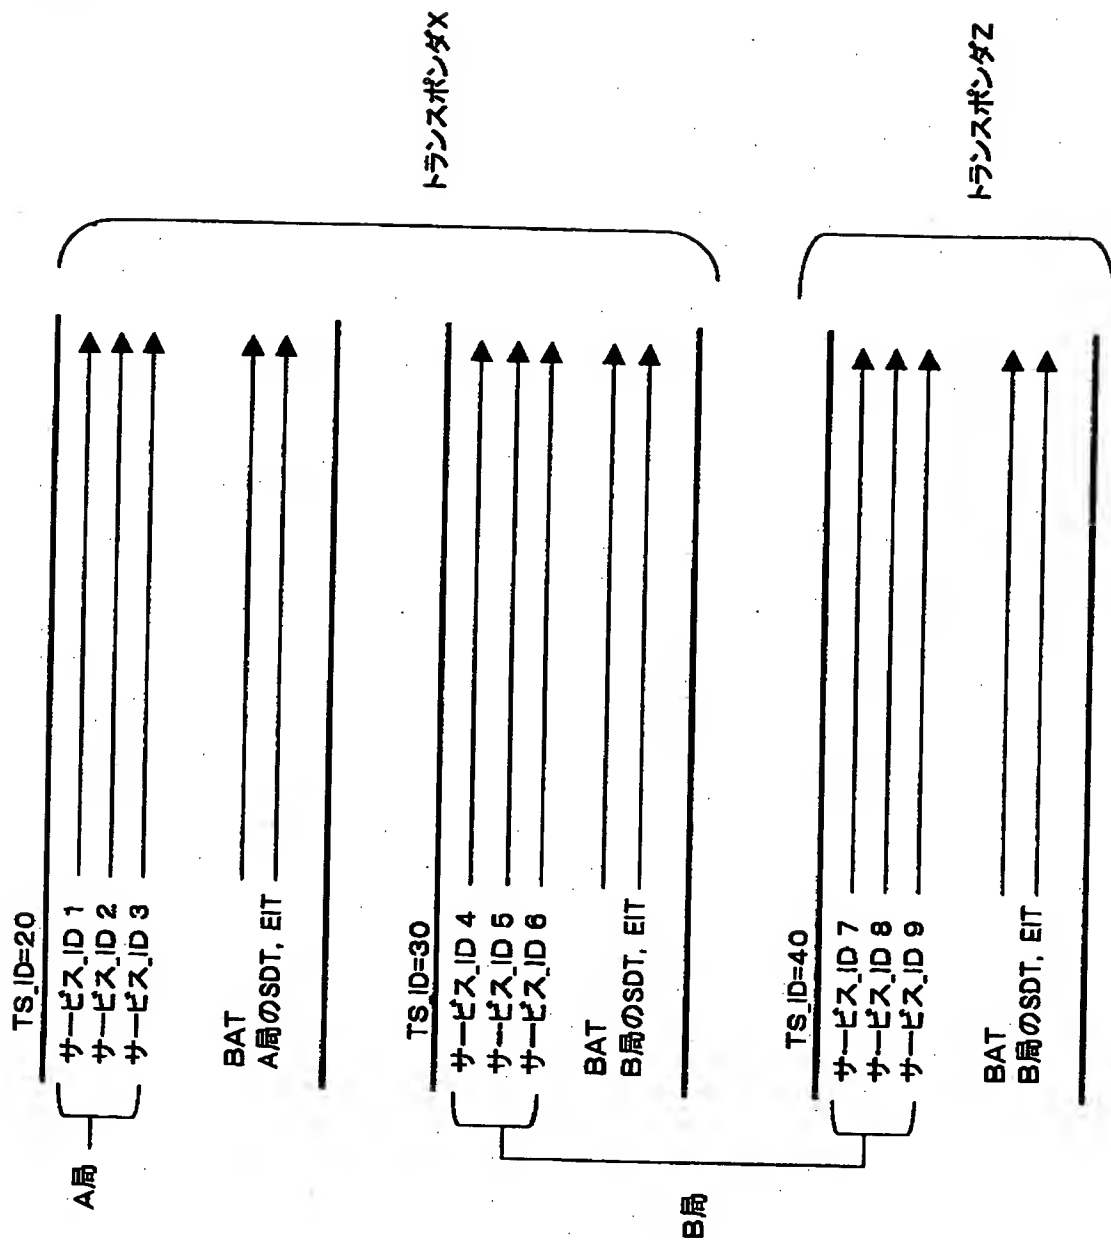 トランスポンダX
TS_ID=20
A局
サービス_ID 1
サービス_ID 2
サービス_ID 3
BAT
A局のSDT, EIT
TS_ID=30
サービス_ID 4
サービス_ID 5
サービス_ID 6
BAT
B局のSDT, EIT
B局
トランスポンダZ
TS_ID=40
サービス_ID 7
サービス_ID 8
サービス_ID 9
BAT
B局のSDT, EIT